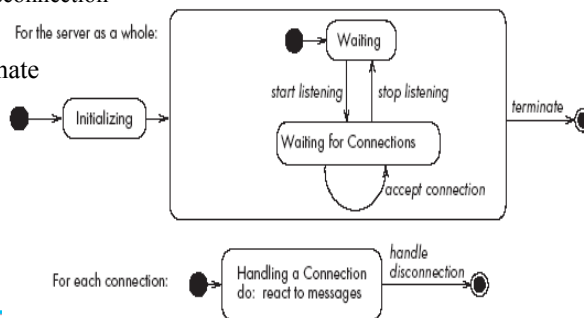 For the server as a whole:
Waiting
start listening
stop listening
Initializing
terminate
Waiting for Connections
accept connection
For each connection:
Handling a Connection
do: react to messages
handle
disconnection